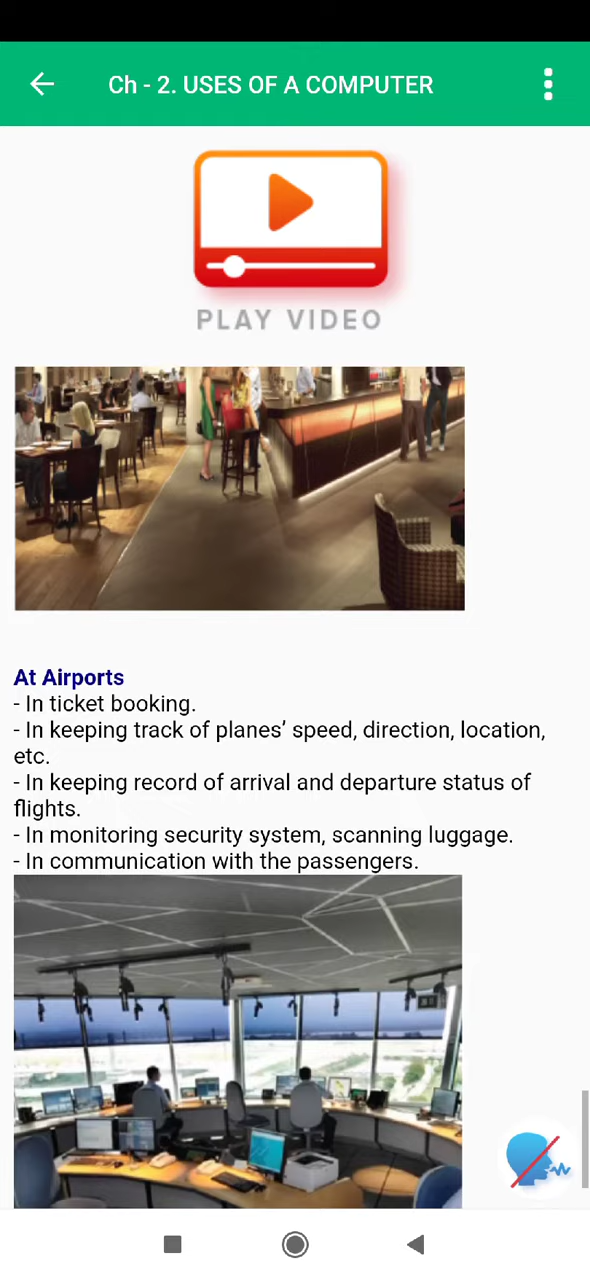 Ch - 2. USES OF A COMPUTER
PLAY VIDEO
At Airports
- In ticket booking.
- In keeping track of planes’ speed, direction, location,
etc.
- In keeping record of arrival and departure status of
flights.
- In monitoring security system, scanning luggage.
- In communication with the passengers.